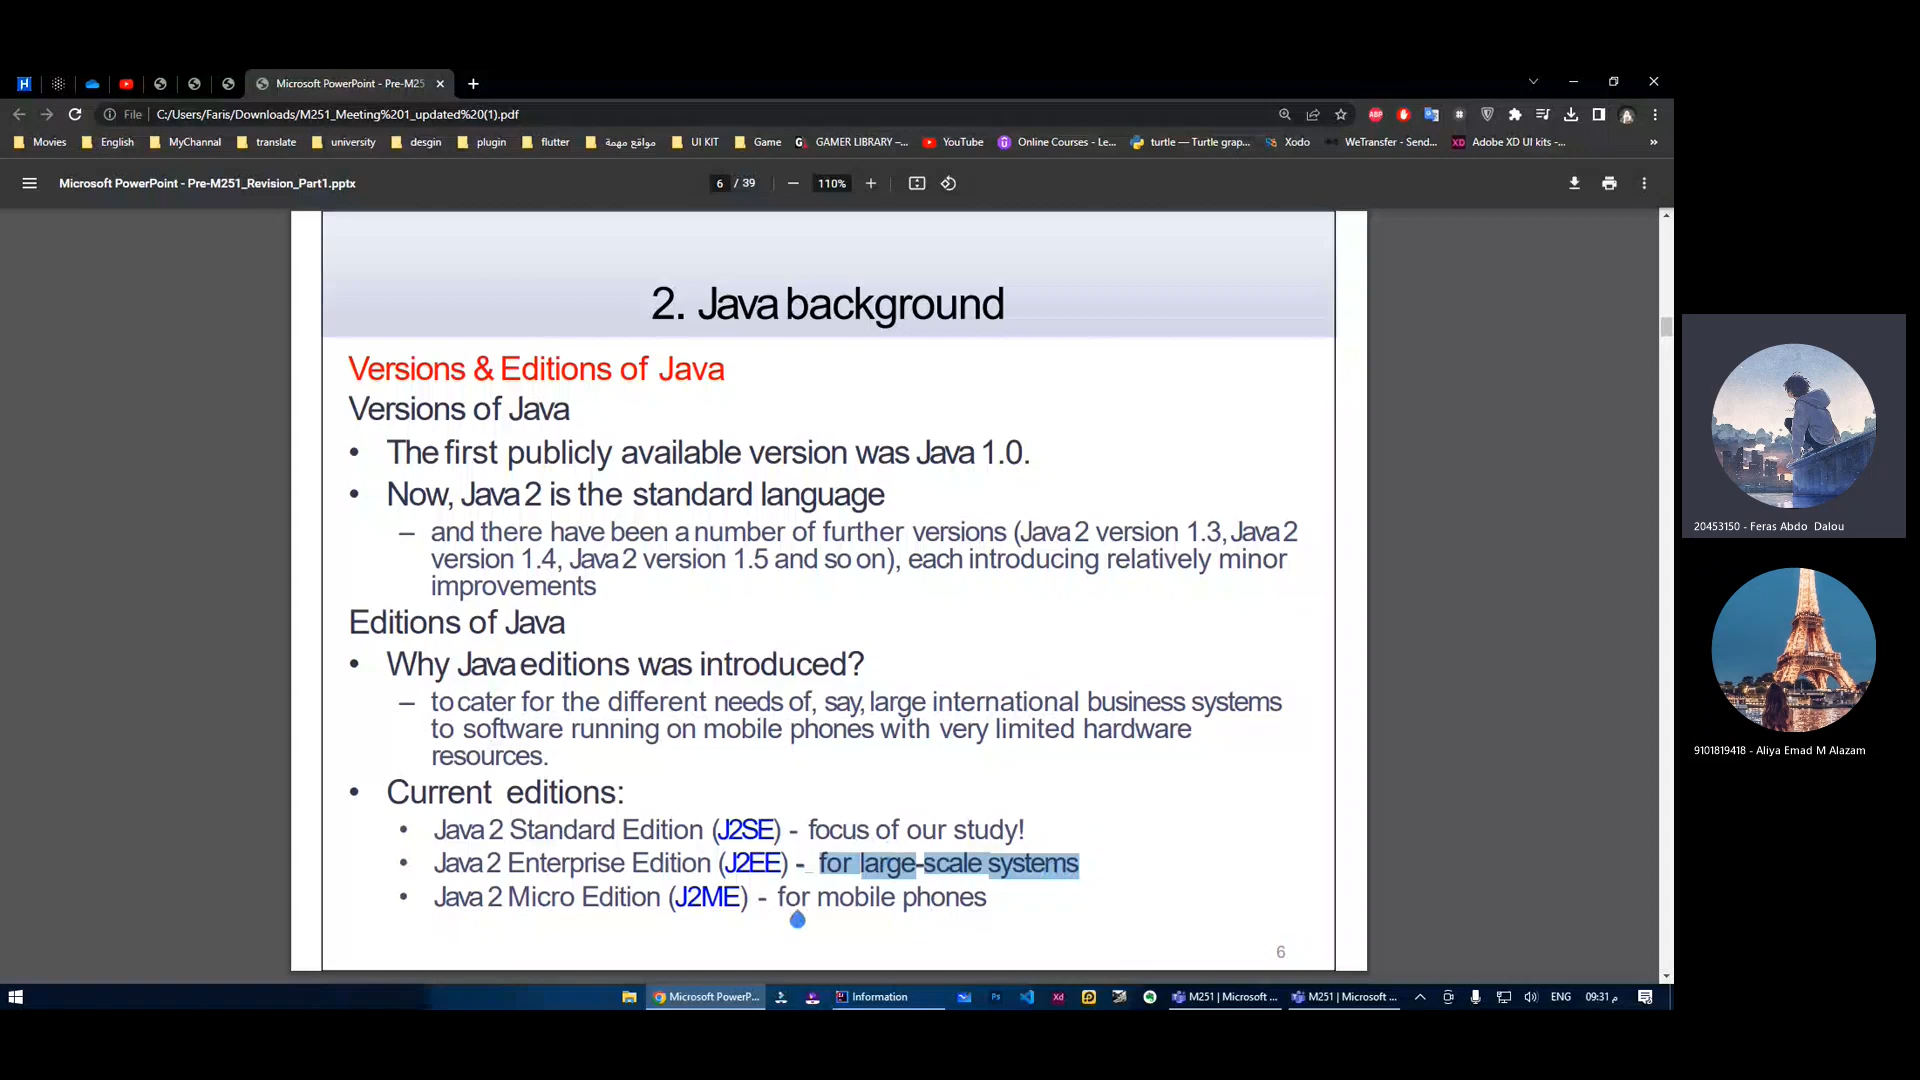 Microsoft PowerPoint - Pre-M25
File
C:/Users/Faris/Downloads/M251_Meeting%201_updated%20(1).pdf
Movies
English
MyChannal
translate
university
desgin
plugin
flutter
مواقع مهمة
UI KIT
Game
GAMER LIBRARY –...
YouTube
Online Courses - Le...
turtle — Turtle grap...
Xodo
WeTransfer - Send...
Adobe XD UI kits -...
»
Microsoft PowerPoint - Pre-M251_Revision_Part1.pptx
6 / 39
110%
2. Java background
Versions & Editions of Java
Versions of Java
• The first publicly available version was Java 1.0.
• Now, Java 2 is the standard language
– and there have been a number of further versions (Java 2 version 1.3, Java 2
version 1.4, Java 2 version 1.5 and so on), each introducing relatively minor
improvements
Editions of Java
• Why Java editions was introduced?
– to cater for the different needs of, say, large international business systems
to software running on mobile phones with very limited hardware
resources.
• Current editions:
• Java 2 Standard Edition (J2SE) - focus of our study!
• Java 2 Enterprise Edition (J2EE) - for large-scale systems
• Java 2 Micro Edition (J2ME) - for mobile phones
6
20453150 - Feras Abdo Dalou
9101819418 - Aliya Emad M Alazam
Microsoft PowerP...
Information
M251 | Microsoft ...
M251 | Microsoft ...
ENG
09:31 م